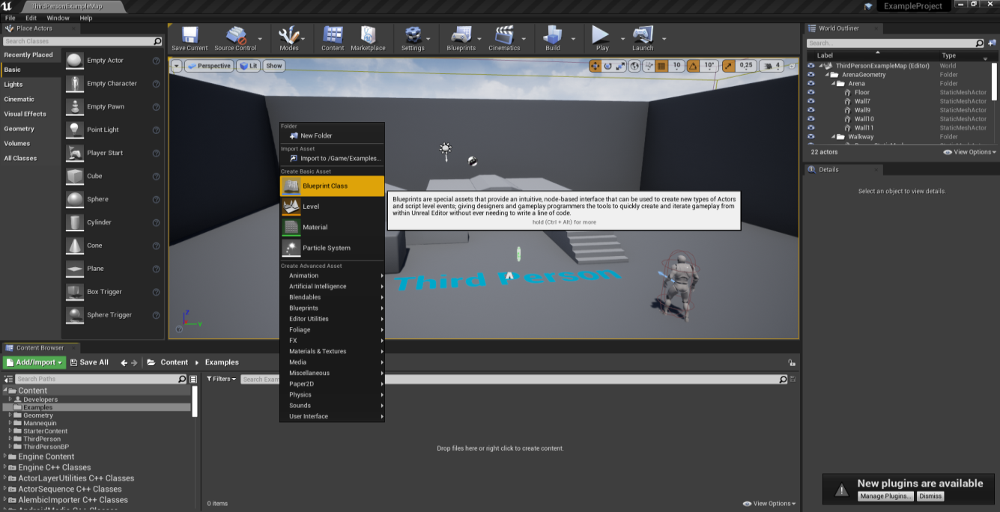 ThirdPersonExampleMap
ExampleProject
File Edit Window Help
Place Actors
Search Classes
Recently Placed
Basic
Lights
Cinematic
Visual Effects
Geometry
Volumes
All Classes
Empty Actor
Empty Character
Empty Pawn
Point Light
Player Start
Cube
Sphere
Cylinder
Cone
Plane
Box Trigger
Sphere Trigger
Save Current Source Control Modes Content Marketplace Settings Blueprints Cinematics Build Play Launch
Perspective Lit Show
10 10° 0,25 4
Third Person
Z
Y
Folder
New Folder
Import Asset
Import to /Game/Examples...
Create Basic Asset
Blueprint Class
Level
Material
Particle System
Create Advanced Asset
Animation
Artificial Intelligence
Blendables
Blueprints
Editor Utilities
Foliage
FX
Materials & Textures
Media
Miscellaneous
Paper2D
Physics
Sounds
User Interface
Blueprints are special assets that provide an intuitive, node-based interface that can be used to create new types of Actors
and script level events; giving designers and gameplay programmers the tools to quickly create and iterate gameplay from
within Unreal Editor without ever needing to write a line of code.
hold (Ctrl + Alt) for more
World Outliner
Search...
Label Type
ThirdPersonExampleMap (Editor) World
ArenaGeometry Folder
Arena Folder
Floor StaticMeshActor
Wall7 StaticMeshActor
Wall9 StaticMeshActor
Wall10 StaticMeshActor
Wall11 StaticMeshActor
Walkway Folder
22 actors View Options
Details
Select an object to view details
Content Browser
Add/Import Save All Content Examples
Search Paths
Filters Search Exam
Content
Developers
Examples
Geometry
Mannequin
StarterContent
ThirdPerson
ThirdPersonBP
Engine Content
Engine C++ Classes
ActorLayerUtilities C++ Classes
ActorSequence C++ Classes
AlembicImporter C++ Classes
Drop files here or right click to create content.
0 items View Options
New plugins are available
Manage Plugins... Dismiss